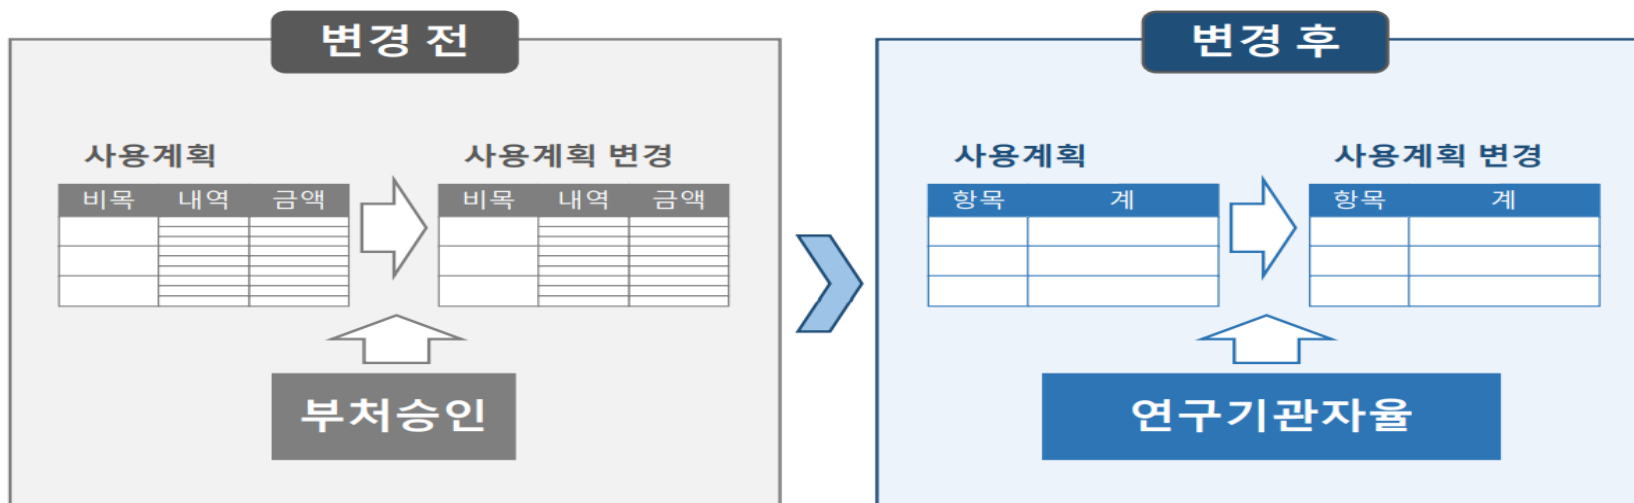 변경 전
사용계획
비목 내역 금액
사용계획 변경
비목 내역 금액
부처승인
변경 후
사용계획
항목 계
사용계획 변경
항목 계
연구기관자율